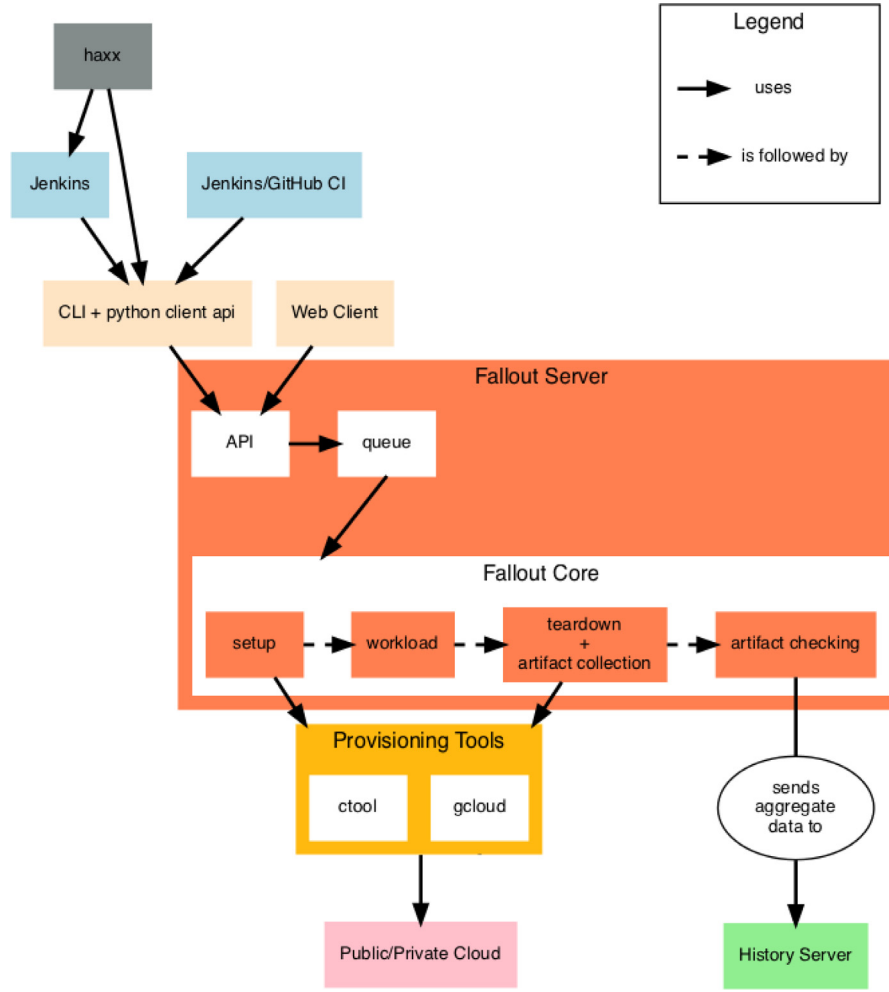 Legend
uses
is followed by
haxx
Jenkins
Jenkins/GitHub CI
CLI + python client api
Web Client
Fallout Server
API
queue
Fallout Core
setup
workload
teardown
+
artifact collection
artifact checking
Provisioning Tools
ctool
gcloud
sends
aggregate
data to
Public/Private Cloud
History Server